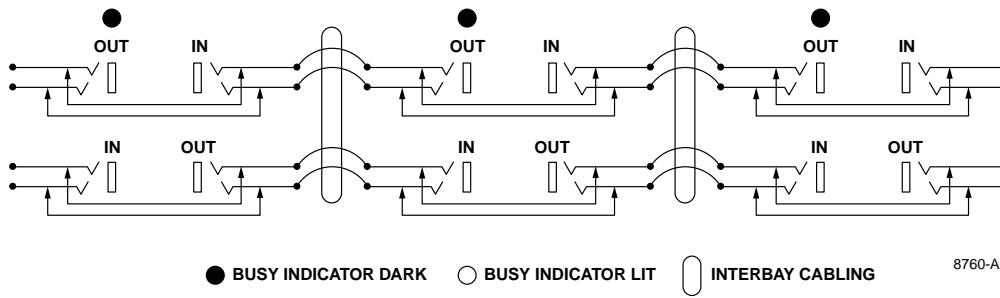 OUT IN OUT IN OUT IN
IN OUT IN OUT IN OUT
BUSY INDICATOR DARK BUSY INDICATOR LIT INTERBAY CABLING
8760-A